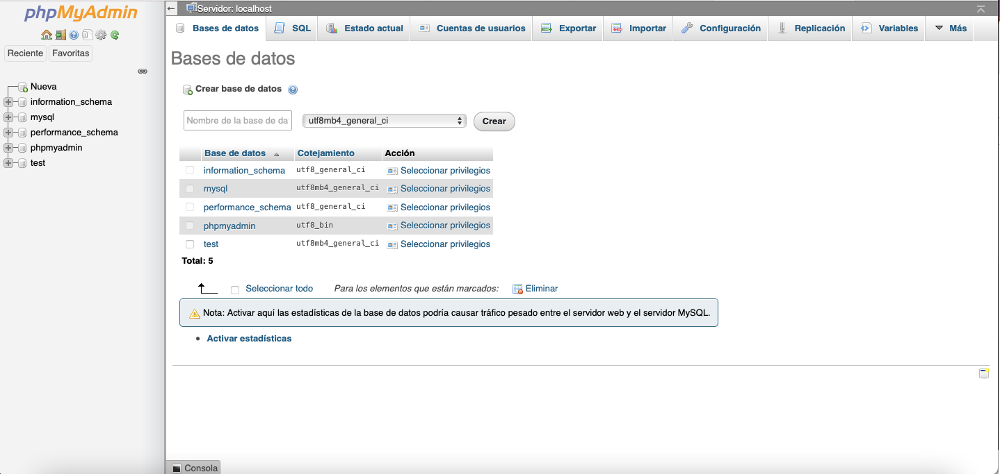 phpMyAdmin
Reciente Favoritas
Nueva
information_schema
mysql
performance_schema
phpmyadmin
test
Servidor: localhost
Bases de datos SQL Estado actual Cuentas de usuarios Exportar Importar Configuración Replicación Variables Más
Bases de datos
Crear base de datos
Nombre de la base de da utf8mb4_general_ci Crear
Base de datos Cotejamiento Acción
information_schema utf8_general_ci Seleccionar privilegios
mysql utf8mb4_general_ci Seleccionar privilegios
performance_schema utf8_general_ci Seleccionar privilegios
phpmyadmin utf8_bin Seleccionar privilegios
test utf8mb4_general_ci Seleccionar privilegios
Total: 5
Seleccionar todo Para los elementos que están marcados: Eliminar
Nota: Activar aquí las estadísticas de la base de datos podría causar tráfico pesado entre el servidor web y el servidor MySQL.
• Activar estadísticas
Consola